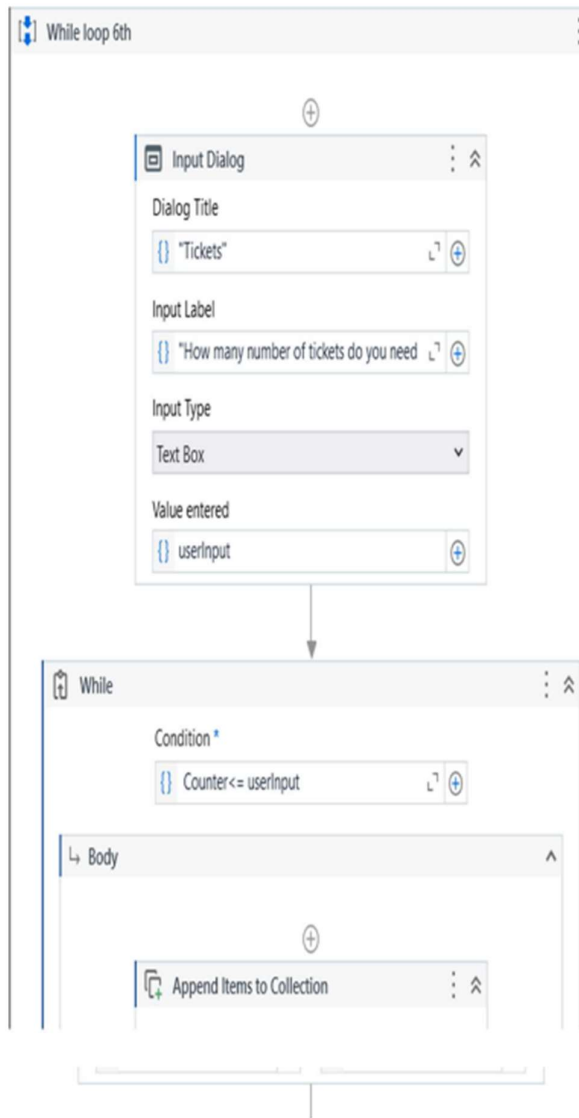 While loop 6th
Input Dialog
Dialog Title
{} "Tickets"
Input Label
{} "How many number of tickets do you need
Input Type
Text Box
Value entered
{} userInput
While
Condition *
{} Counter<= userInput
Body
Append Items to Collection